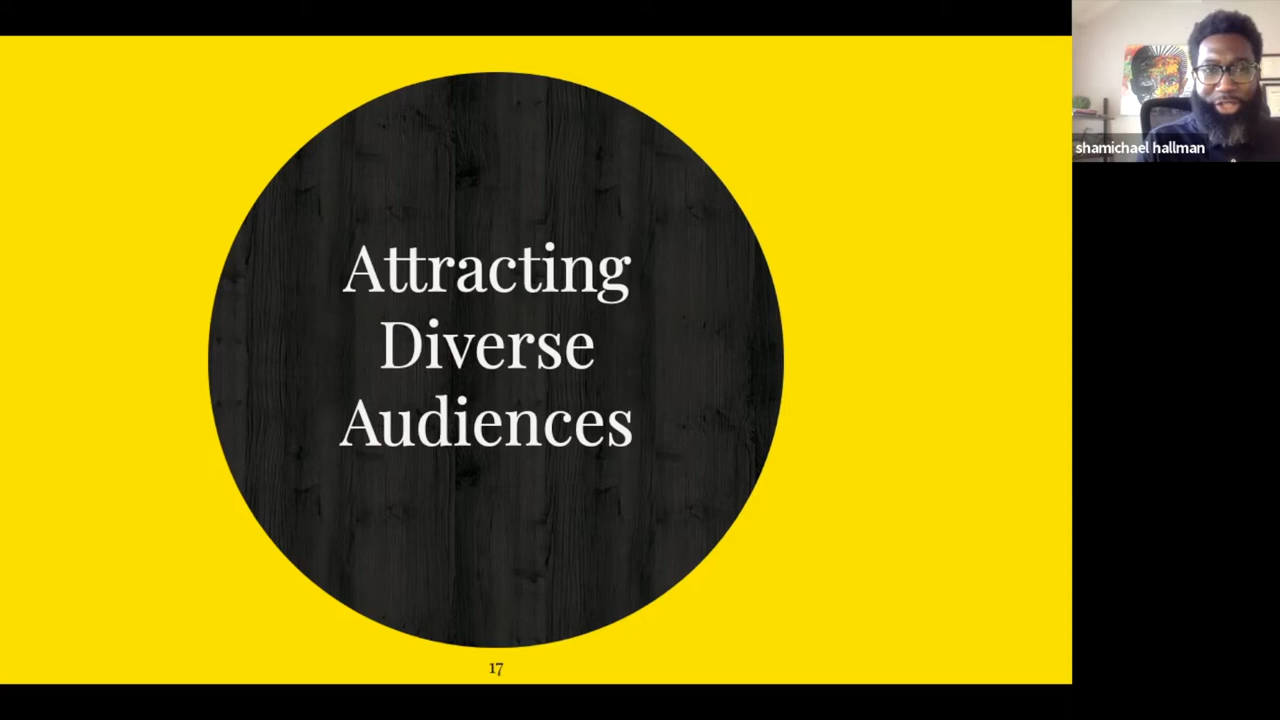 Attracting
Diverse
Audiences
17
shamichael hallman